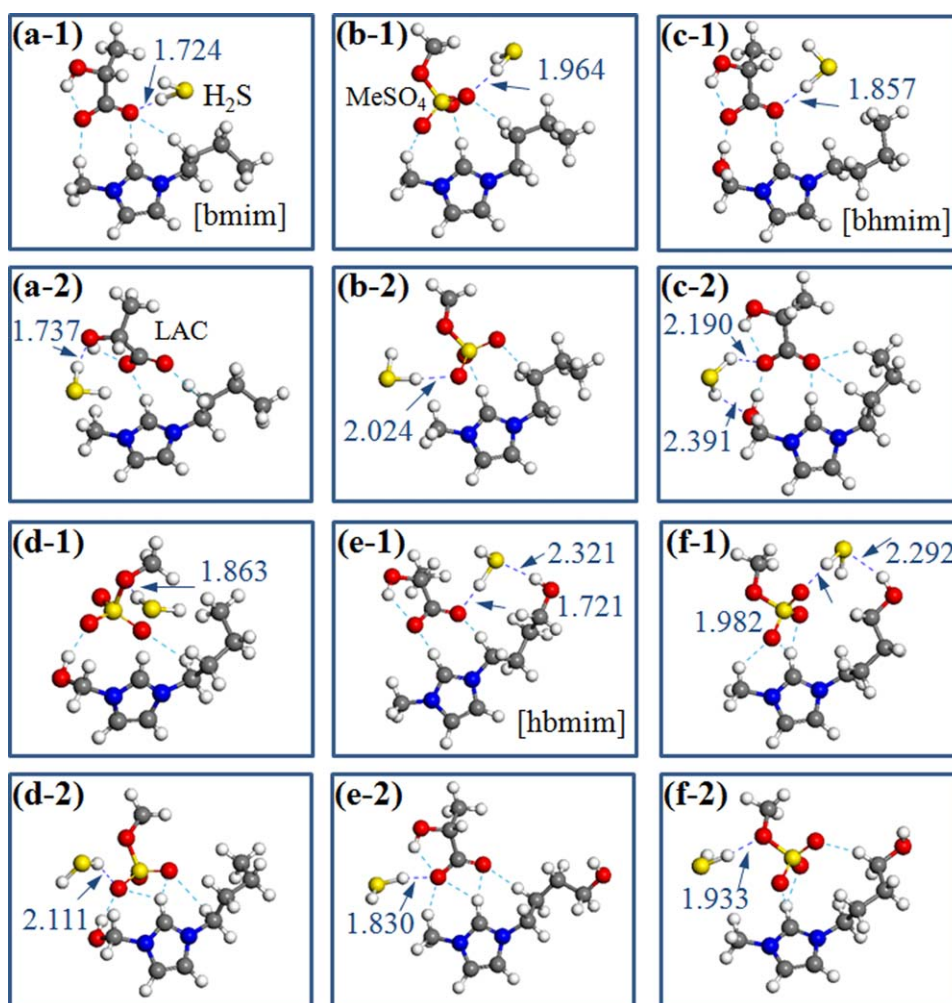 (a-1)
1.724
H2S
[bmim]
(b-1)
1.964
MeSO4
(c-1)
1.857
[bhmim]
(a-2)
1.737
LAC
(b-2)
2.024
(c-2)
2.190
2.391
(d-1)
1.863
(e-1)
2.321
1.721
[hbmim]
(f-1)
2.292
1.982
(d-2)
2.111
(e-2)
1.830
(f-2)
1.933